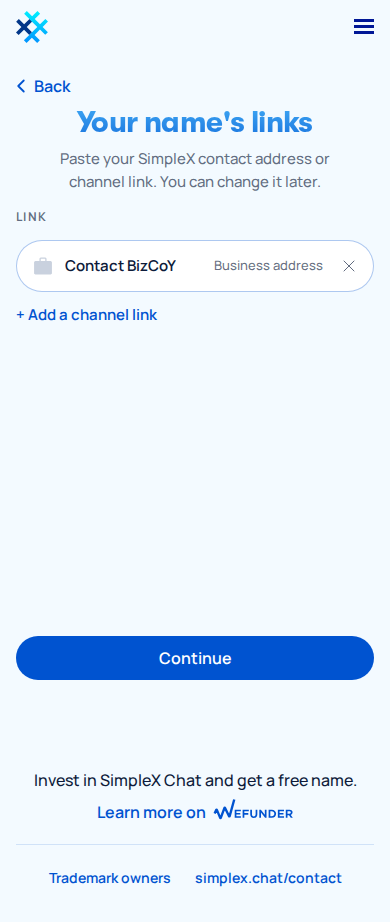 Back
Your name's links
Paste your SimpleX contact address or
channel link. You can change it later.
LINK
Contact BizCoY Business address
+ Add a channel link
Continue
Invest in SimpleX Chat and get a free name.
Learn more on WEFUNDER
Trademark owners simplex.chat/contact